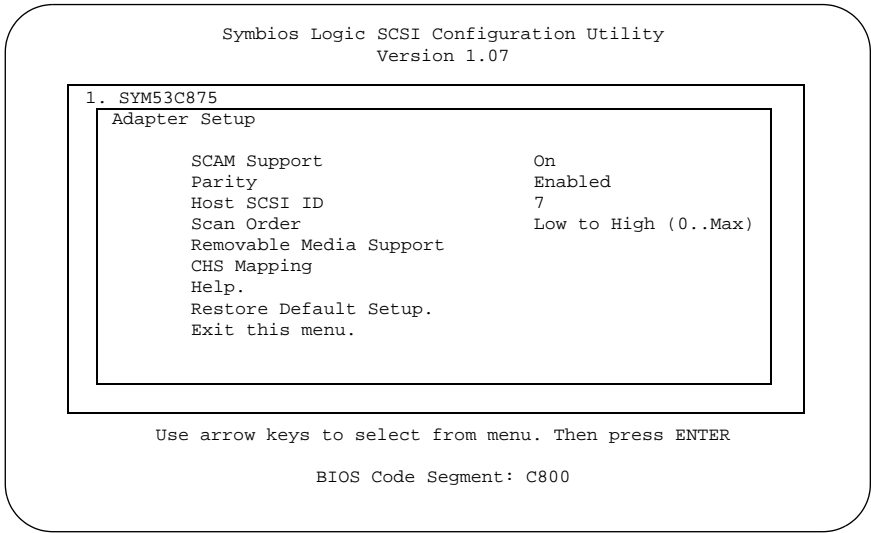 Symbios Logic SCSI Configuration Utility
Version 1.07
1. SYM53C875
Adapter Setup
SCAM Support On
Parity Enabled
Host SCSI ID 7
Scan Order Low to High (0..Max)
Removable Media Support
CHS Mapping
Help.
Restore Default Setup.
Exit this menu.
Use arrow keys to select from menu. Then press ENTER
BIOS Code Segment: C800